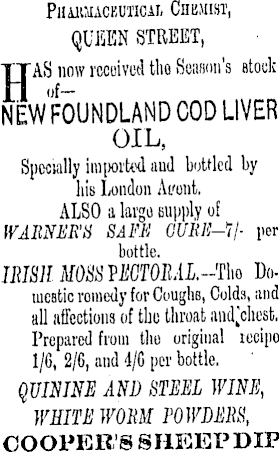 PHARMACEUTICAL CHEMIST,
QUEEN STREET,
HAS now received the Season's stock
of—
NEW FOUNDLAND COD LIVER
OIL,
Specially imported and bottled by
his London Agent.
ALSO a large supply of
WARNER'S SAFE CURE—7/- per
bottle.
IRISH MOSS PECTORAL.—The Do-
mestic romedy for Coughs, Colds, and
all affections of the throat and chest.
Prepared from the original recipe
1/6, 2/6, and 4/6 per bottle.
QUININE AND STEEL WINE,
WHITE WORM POWDERS,
COOPER'S SHEEP DIP